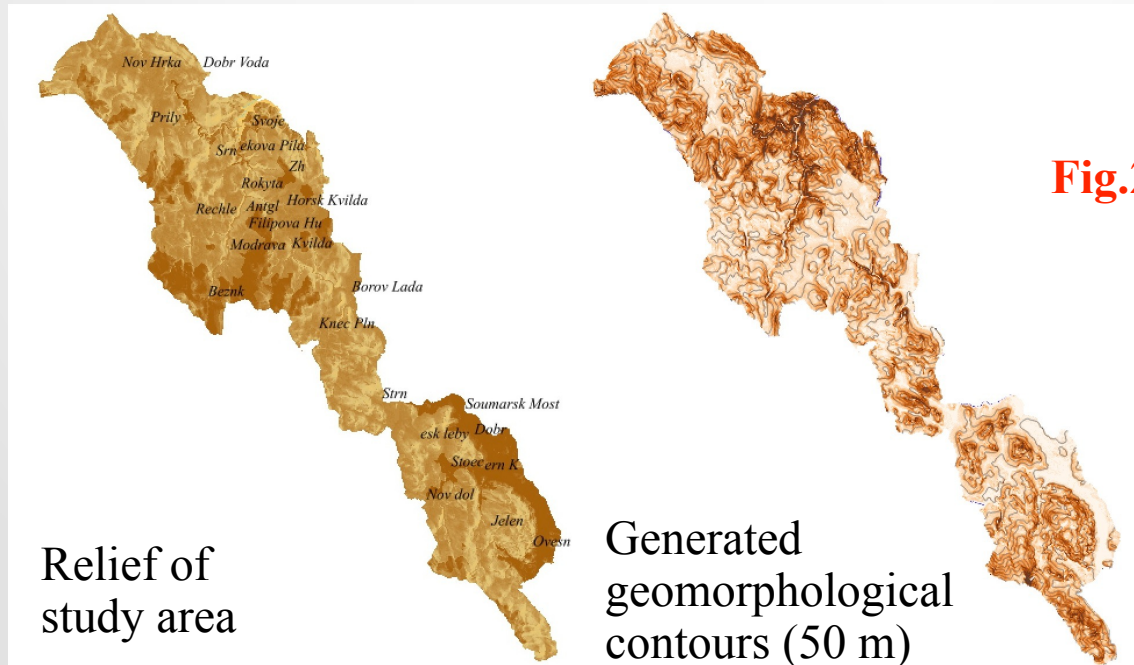 Nov Hrka
Dobr Voda
Prily
Svoje
Srn
ekova Pila
Zh
Rokyta
Rechle
Antgl
Horsk Kvilda
Filipova Hu
Modrava
Kvilda
Beznk
Borov Lada
Knec Pln
Strn
Soumarsk Most
esk leby
Dobr
Stoec
ern K
Nov dol
Jelen
Ovesn
Relief of
study area
Fig.2
Generated
geomorphological
contours (50 m)